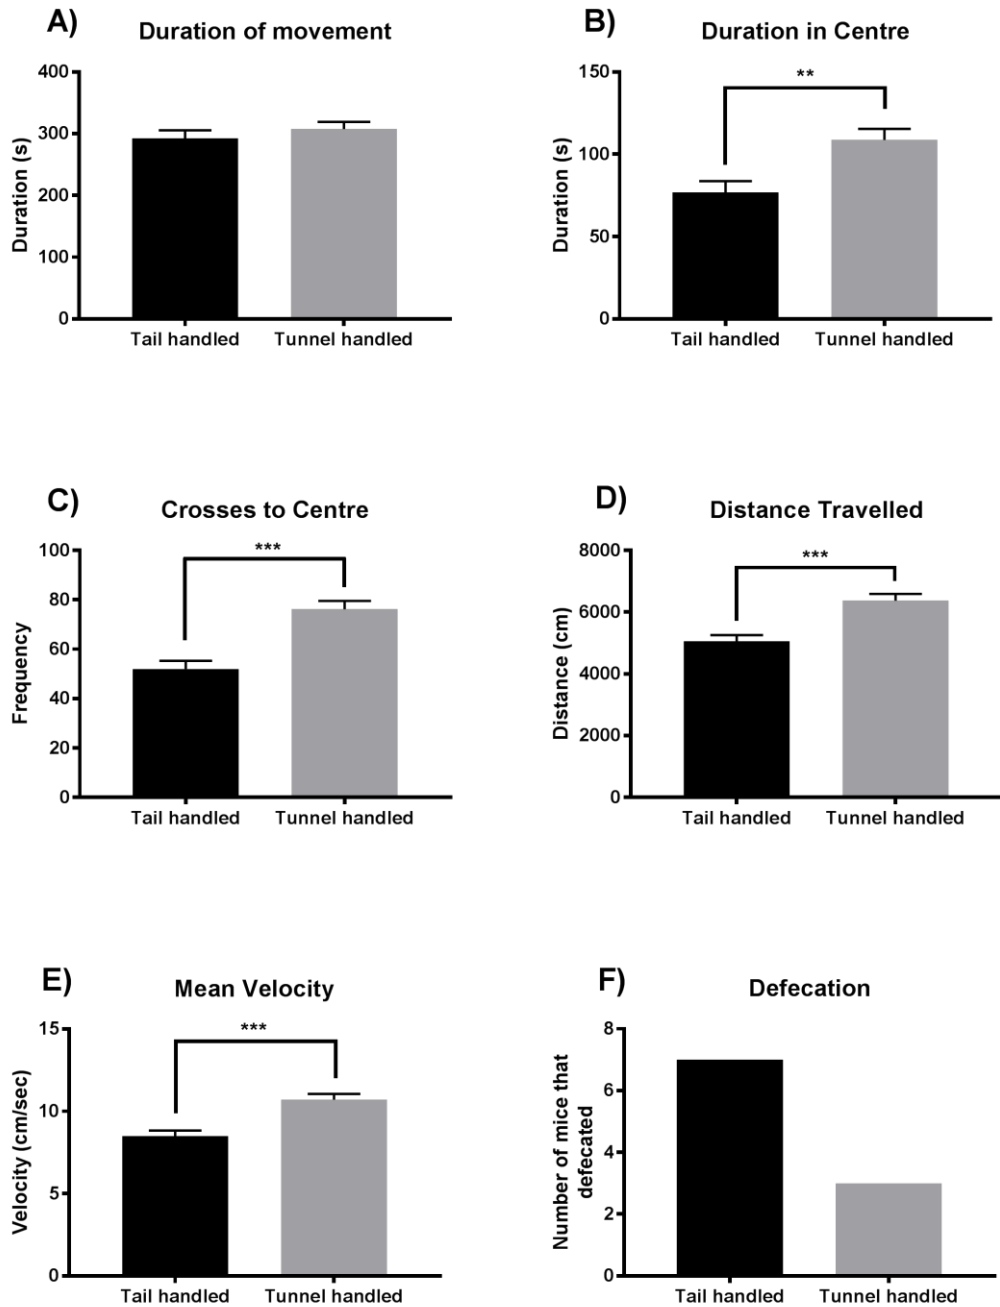 A)
Duration of movement
400
300
200
100
0
Duration (s)
Tail handled
Tunnel handled
B)
Duration in Centre
**
150
100
50
0
Duration (s)
Tail handled
Tunnel handled
C)
Crosses to Centre
***
100
80
60
40
20
0
Frequency
Tail handled
Tunnel handled
D)
Distance Travelled
***
8000
6000
4000
2000
0
Distance (cm)
Tail handled
Tunnel handled
E)
Mean Velocity
***
15
10
5
0
Velocity (cm/sec)
Tail handled
Tunnel handled
F)
Defecation
8
6
4
2
0
Number of mice that
defecated
Tail handled
Tunnel handled